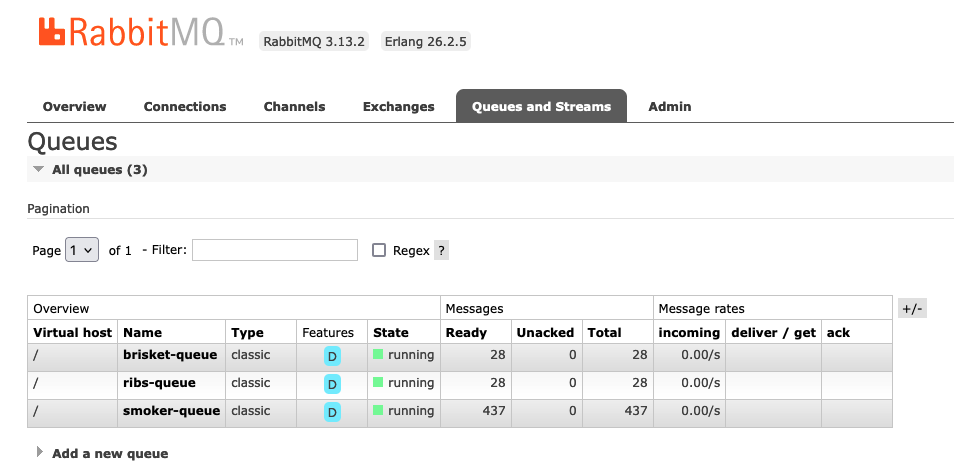 RabbitMQ TM RabbitMQ 3.13.2 Erlang 26.2.5
Overview Connections Channels Exchanges Queues and Streams Admin
Queues
All queues (3)
Pagination
Page 1 of 1 - Filter: Regex ?
Overview Messages Message rates +/-
Virtual host Name Type Features State Ready Unacked Total incoming deliver / get ack
/ brisket-queue classic D running 28 0 28 0.00/s
/ ribs-queue classic D running 28 0 28 0.00/s
/ smoker-queue classic D running 437 0 437 0.00/s
Add a new queue